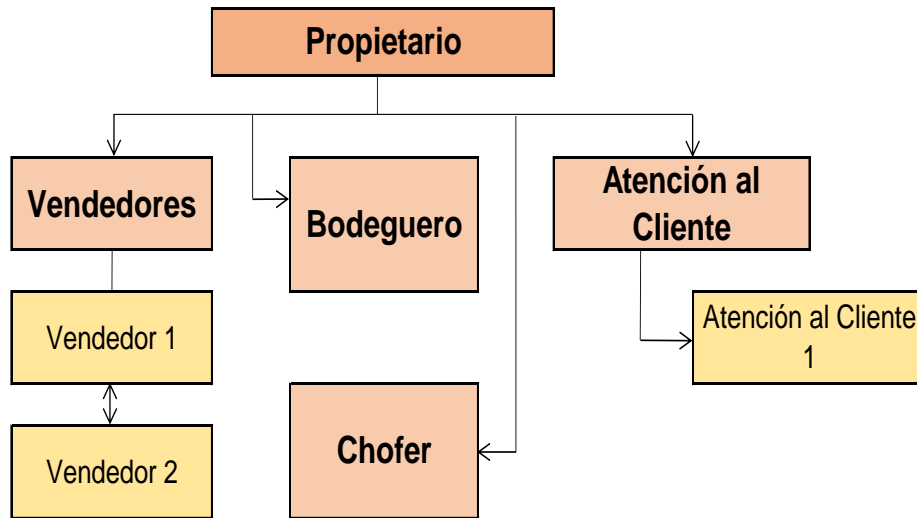 Propietario
Vendedores
Bodeguero
Atención al
Cliente
Vendedor 1
Atención al Cliente
1
Vendedor 2
Chofer